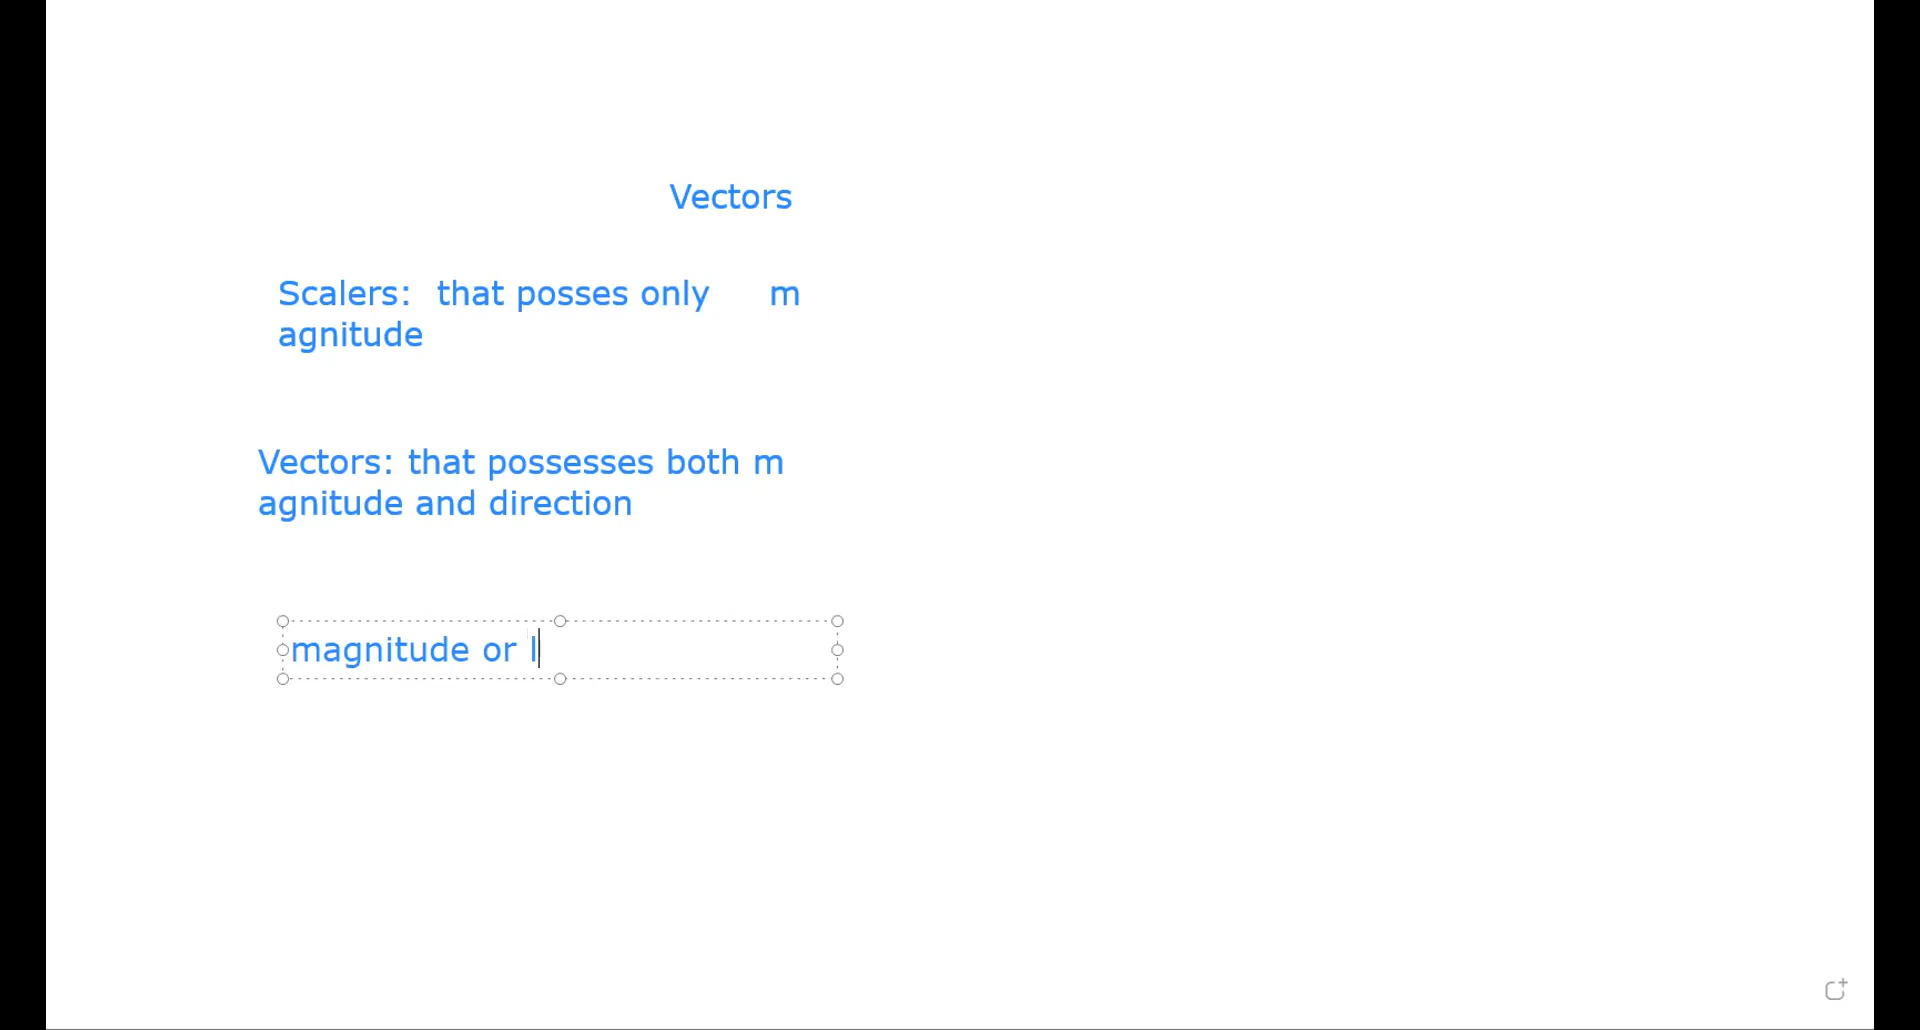 Vectors
Scalers: that posses only m
agnitude
Vectors: that possesses both m
agnitude and direction
magnitude or l